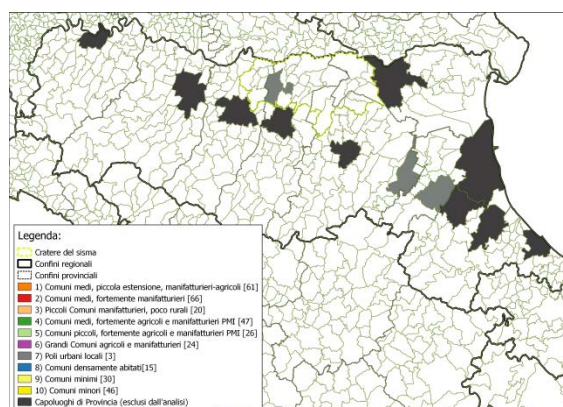 Legenda:
Cratere del sisma
Confini regionali
Confini provinciali
1) Comuni medi, piccola estensione, manifatturieri-agricoli [61]
2) Comuni medi, fortemente manifatturieri [66]
3) Piccoli Comuni manifatturieri, poco rurali [20]
4) Comuni medi, fortemente agricoli e manifatturieri PMI [47]
5) Comuni piccoli, fortemente agricoli e manifatturieri PMI [26]
6) Grandi Comuni agricoli e manifatturieri [24]
7) Poli urbani locali [3]
8) Comuni densamente abitati[15]
9) Comuni minimi [30]
10) Comuni minori [46]
Capoluoghi di Provincia (esclusi dall'analisi)